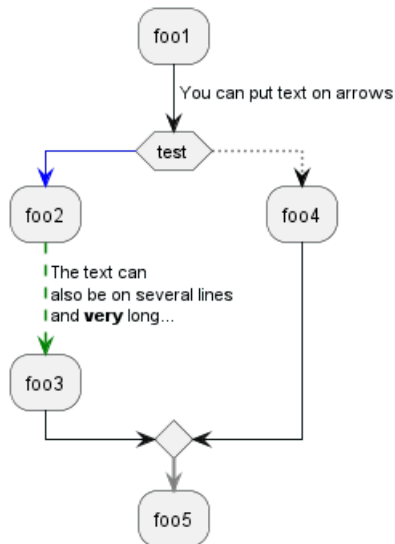 foo1
You can put text on arrows
test
foo2
foo4
The text can
also be on several lines
and very long...
foo3
foo5